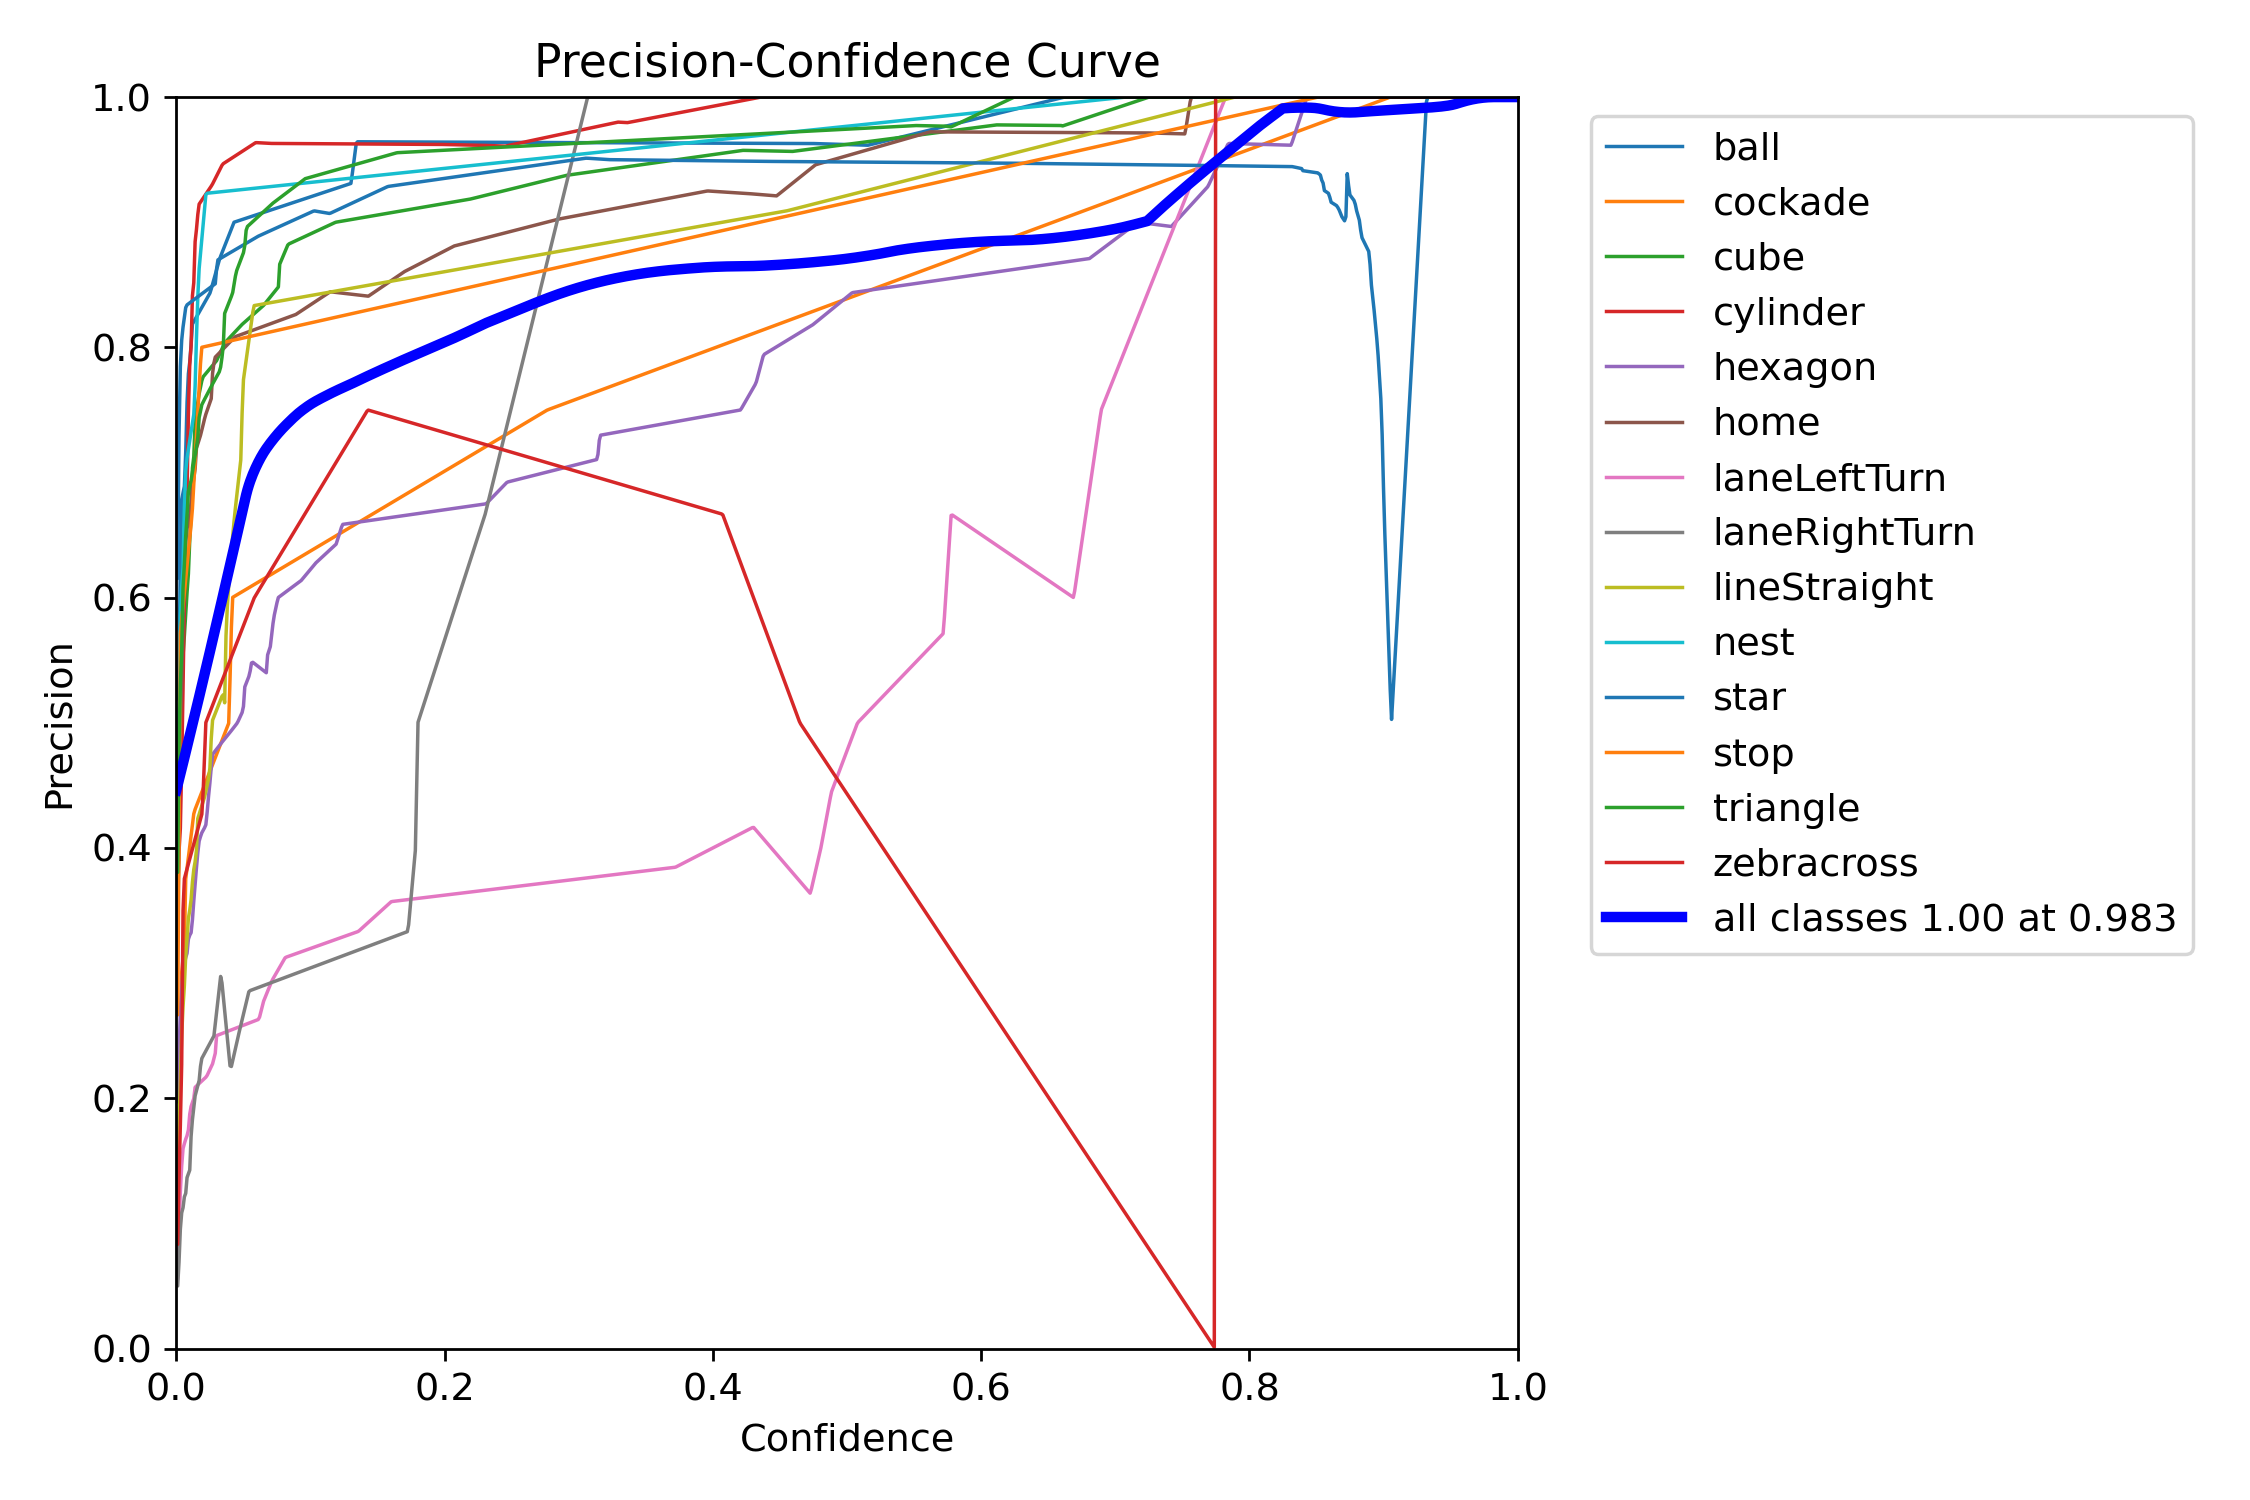 Precision-Confidence Curve
1.0
0.8
0.6
0.4
0.2
0.0
Precision
0.0 0.2 0.4 0.6 0.8 1.0
Confidence
ball
cockade
cube
cylinder
hexagon
home
laneLeftTurn
laneRightTurn
lineStraight
nest
star
stop
triangle
zebracross
all classes 1.00 at 0.983